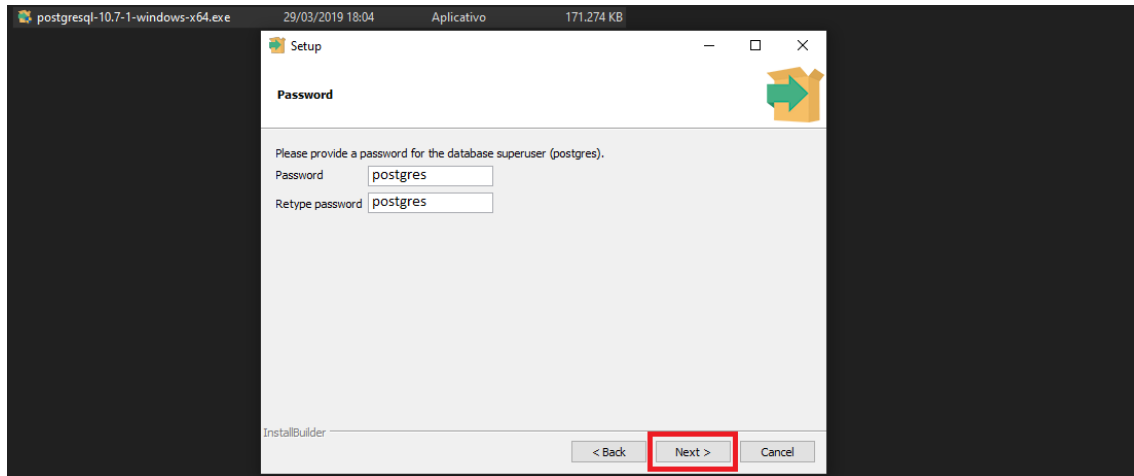 postgresql-10.7-1-windows-x64.exe 29/03/2019 18:04 Aplicativo 171.274 KB
Setup
Password
Please provide a password for the database superuser (postgres).
Password postgres
Retype password postgres
InstallBuilder
< Back Next > Cancel